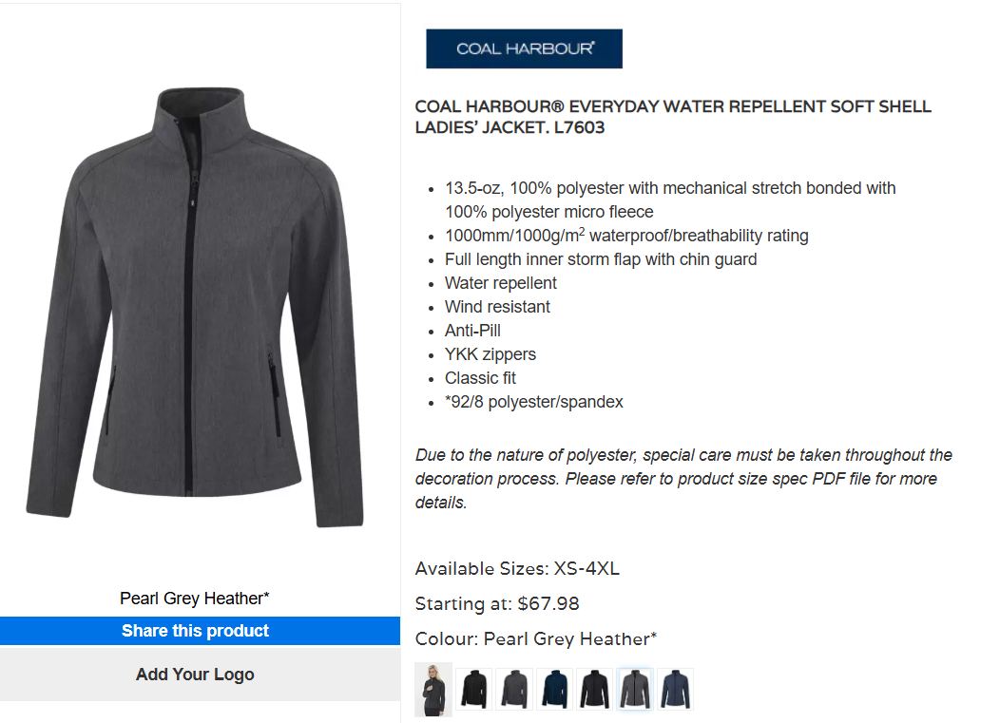 COAL HARBOUR®
COAL HARBOUR® EVERYDAY WATER REPELLENT SOFT SHELL
LADIES’ JACKET. L7603
• 13.5-oz, 100% polyester with mechanical stretch bonded with
100% polyester micro fleece
• 1000mm/1000g/m² waterproof/breathability rating
• Full length inner storm flap with chin guard
• Water repellent
• Wind resistant
• Anti-Pill
• YKK zippers
• Classic fit
• *92/8 polyester/spandex
Due to the nature of polyester, special care must be taken throughout the
decoration process. Please refer to product size spec PDF file for more
details.
Available Sizes: XS-4XL
Starting at: $67.98
Colour: Pearl Grey Heather*
Pearl Grey Heather*
Share this product
Add Your Logo